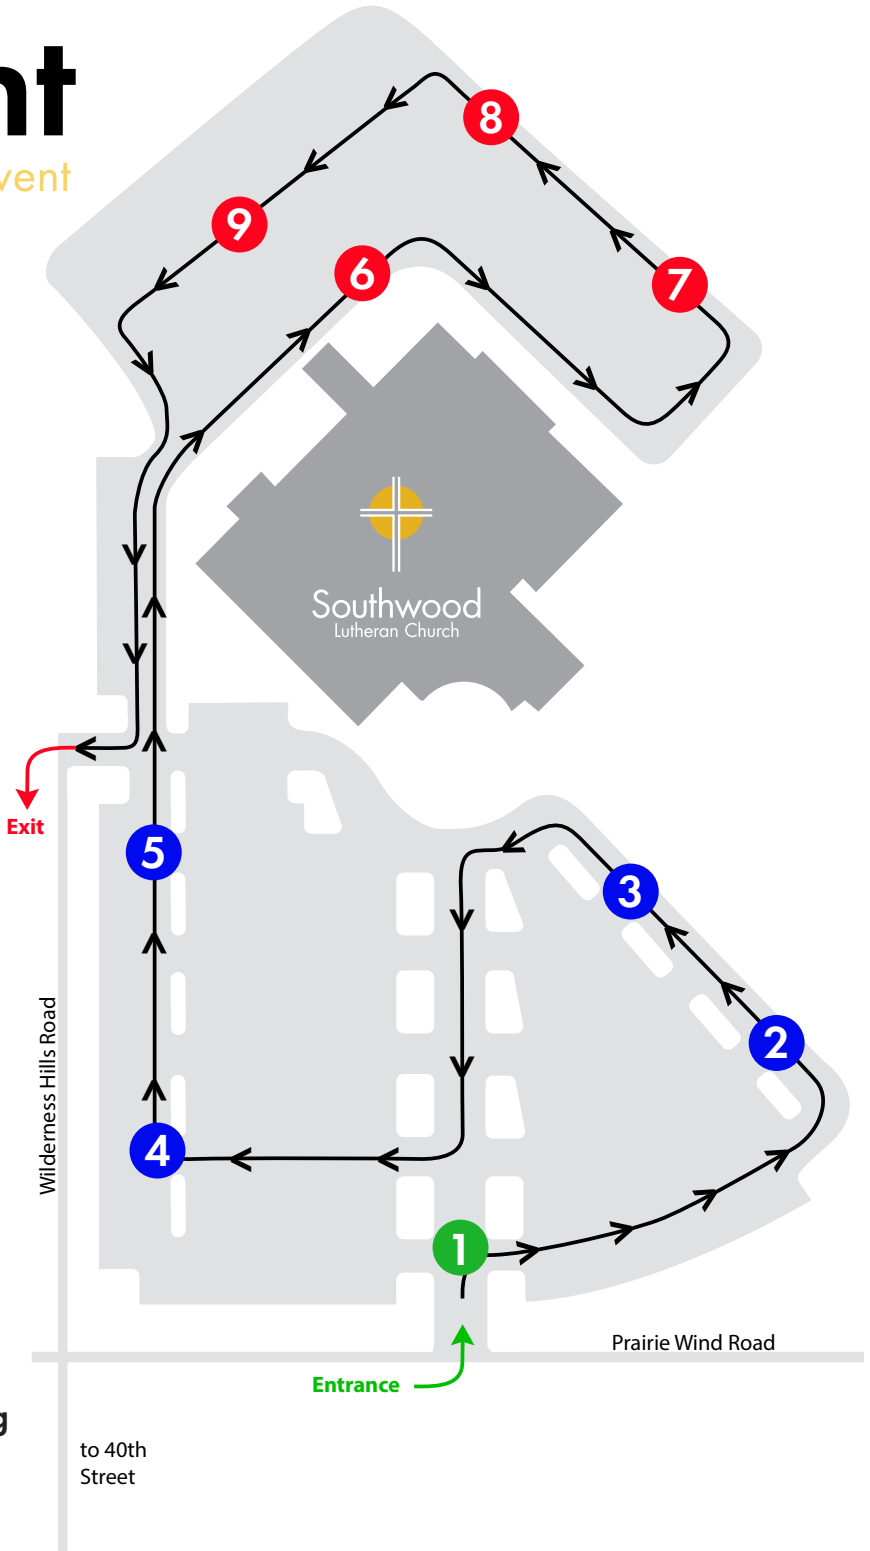 nt
vent
8
9
6
7
Southwood
Lutheran Church
Exit
5
3
2
Wilderness Hills Road
4
1
Prairie Wind Road
Entrance
g
to 40th
Street